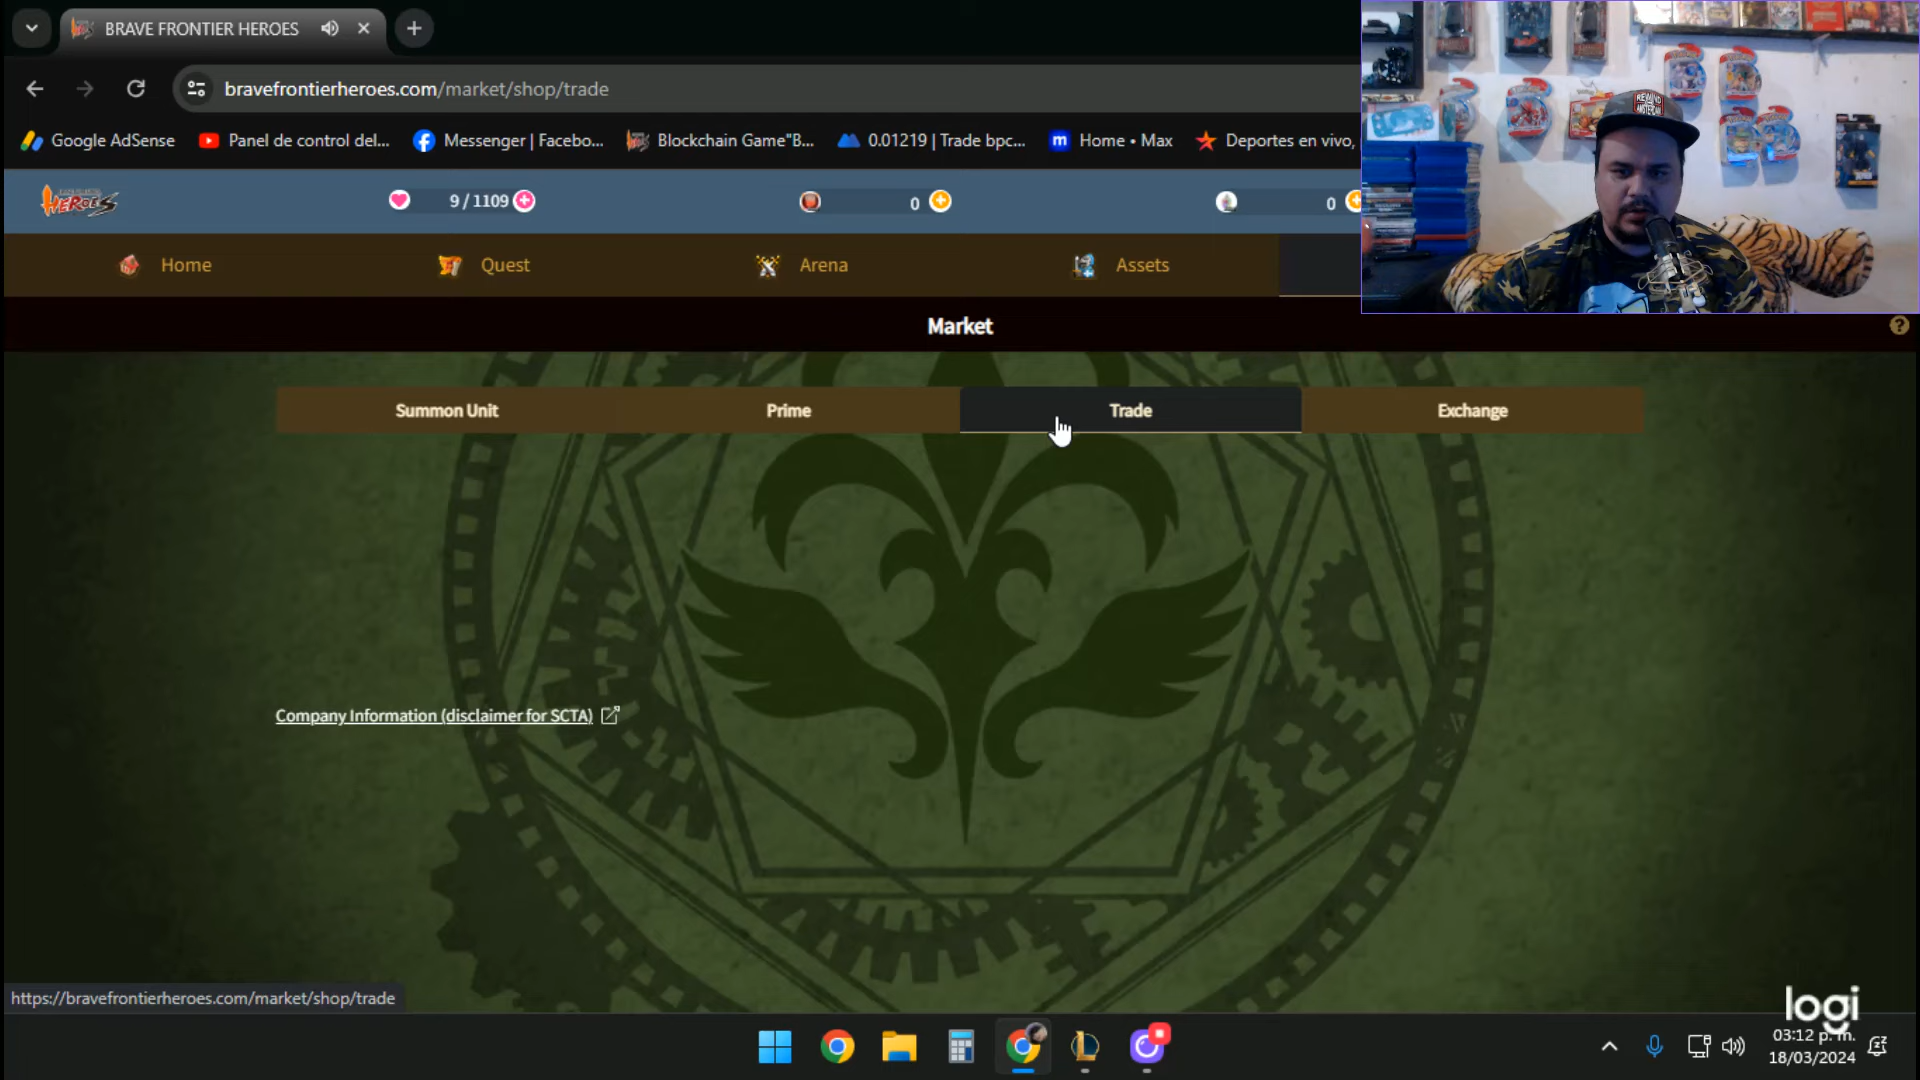 BRAVE FRONTIER HEROES
bravefrontierheroes.com/market/shop/trade
Google AdSense
Panel de control del...
Messenger | Facebo...
Blockchain Game"B...
0.01219 | Trade bpc...
Home • Max
Deportes en vivo,
HEROES
9 / 1109
0
0
Home
Quest
Arena
Assets
Market
?
Summon Unit
Prime
Trade
Exchange
Company Information (disclaimer for SCTA)
https://bravefrontierheroes.com/market/shop/trade
logi
03:12 p. m.
18/03/2024